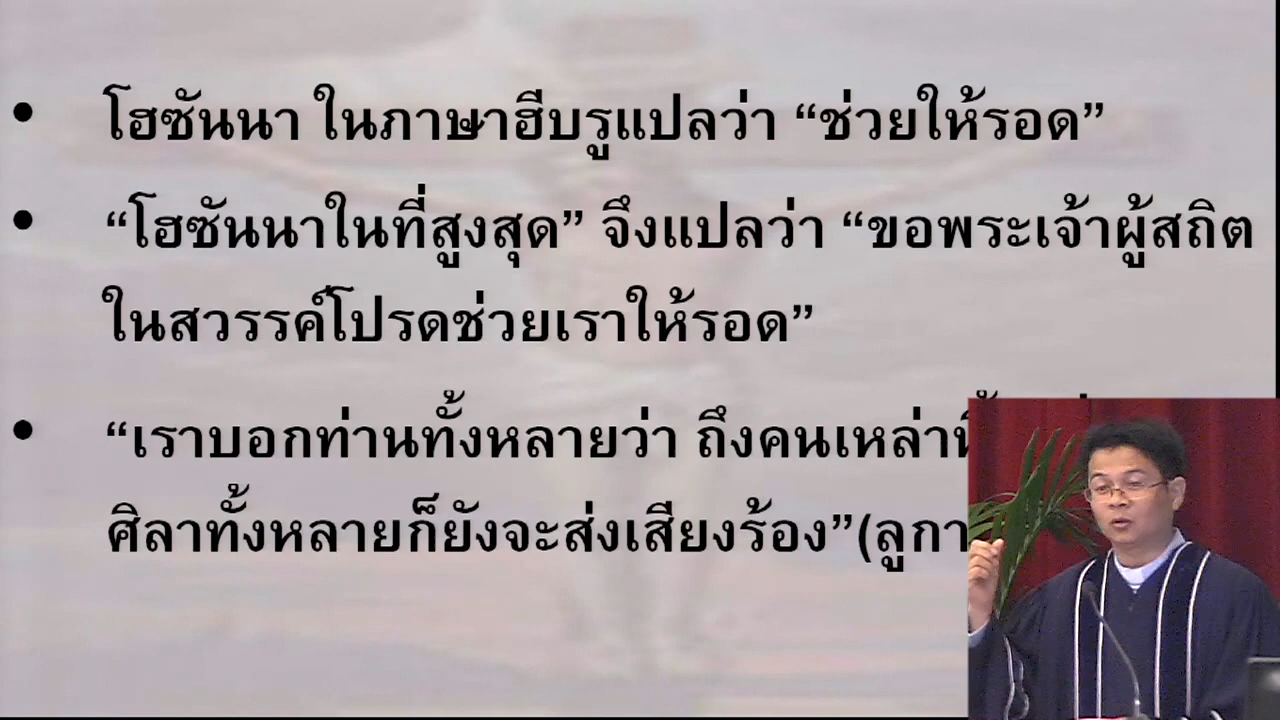 • โฮซันนา ในภาษาฮีบรูแปลว่า “ช่วยให้รอด”
• “โฮซันนาในที่สูงสุด” จึงแปลว่า “ขอพระเจ้าผู้สถิต
ในสวรรค์โปรดช่วยเราให้รอด”
• “เราบอกท่านทั้งหลายว่า ถึงคนเหล่านี้
ศิลาทั้งหลายก็ยังจะส่งเสียงร้อง”(ลูกา